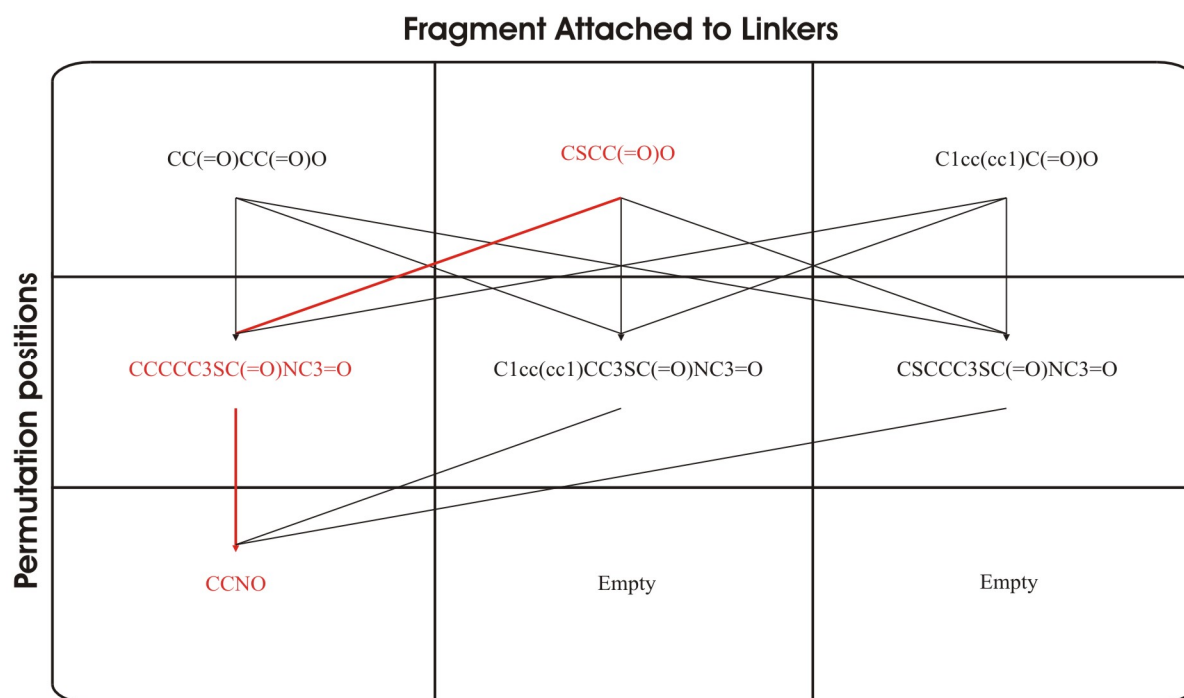 Fragment Attached to Linkers
CC(=O)CC(=O)O
CSCC(=O)O
C1cc(cc1)C(=O)O
Permutation positions
CCCCC3SC(=O)NC3=O
C1cc(cc1)CC3SC(=O)NC3=O
CSCCC3SC(=O)NC3=O
CCNO
Empty
Empty